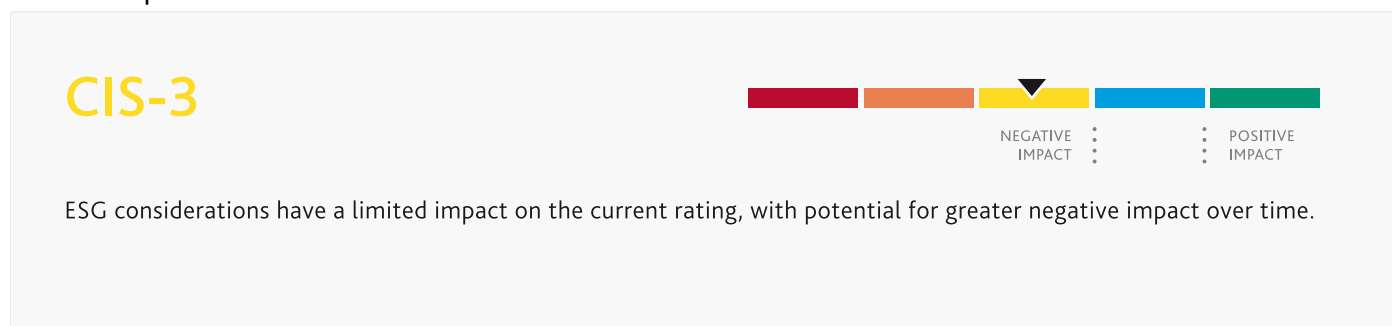 CIS-3
NEGATIVE
IMPACT
POSITIVE
IMPACT
ESG considerations have a limited impact on the current rating, with potential for greater negative impact over time.